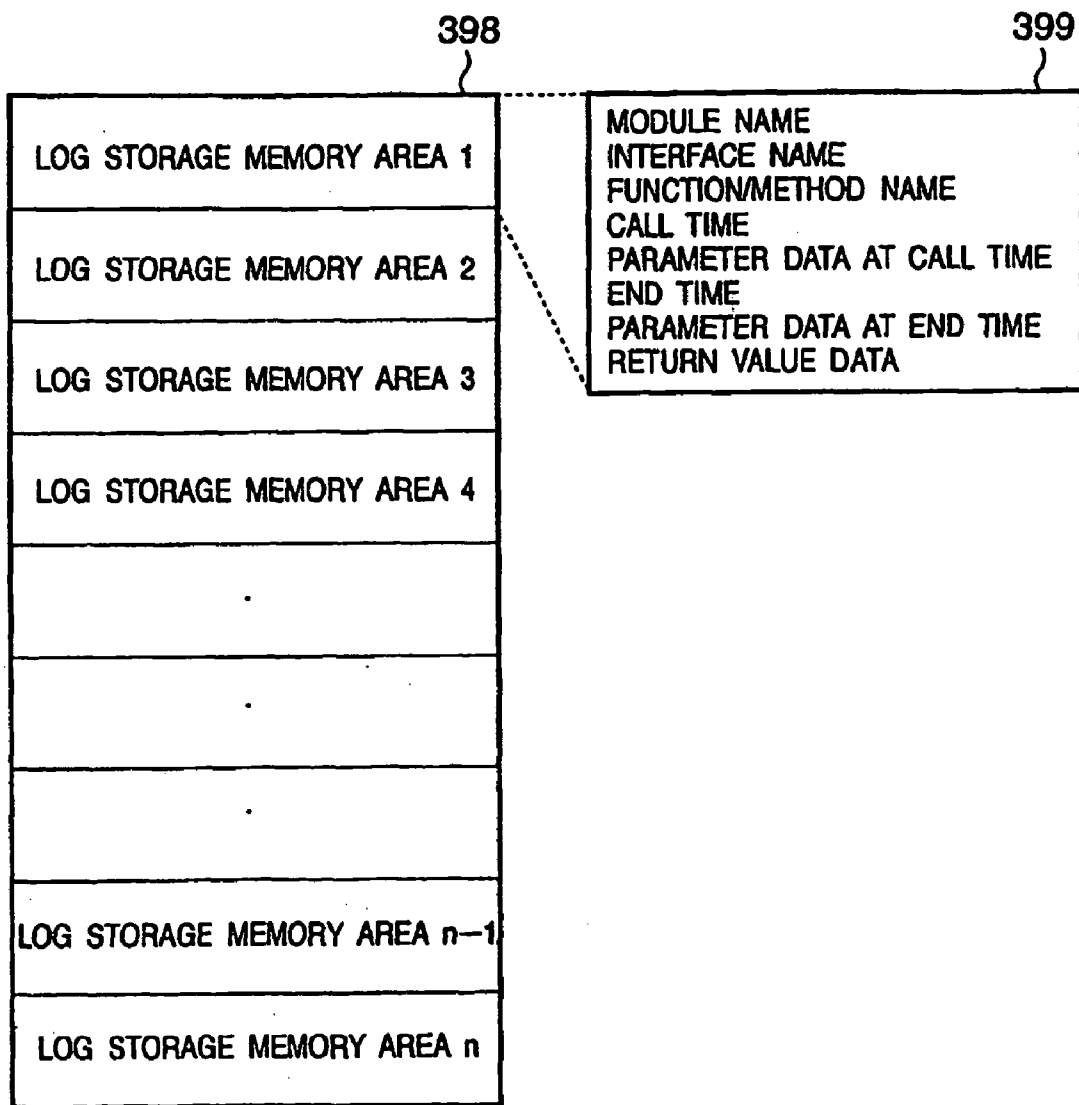 398
399
LOG STORAGE MEMORY AREA 1
LOG STORAGE MEMORY AREA 2
LOG STORAGE MEMORY AREA 3
LOG STORAGE MEMORY AREA 4
.
.
.
LOG STORAGE MEMORY AREA n-1
LOG STORAGE MEMORY AREA n
MODULE NAME
INTERFACE NAME
FUNCTION/METHOD NAME
CALL TIME
PARAMETER DATA AT CALL TIME
END TIME
PARAMETER DATA AT END TIME
RETURN VALUE DATA